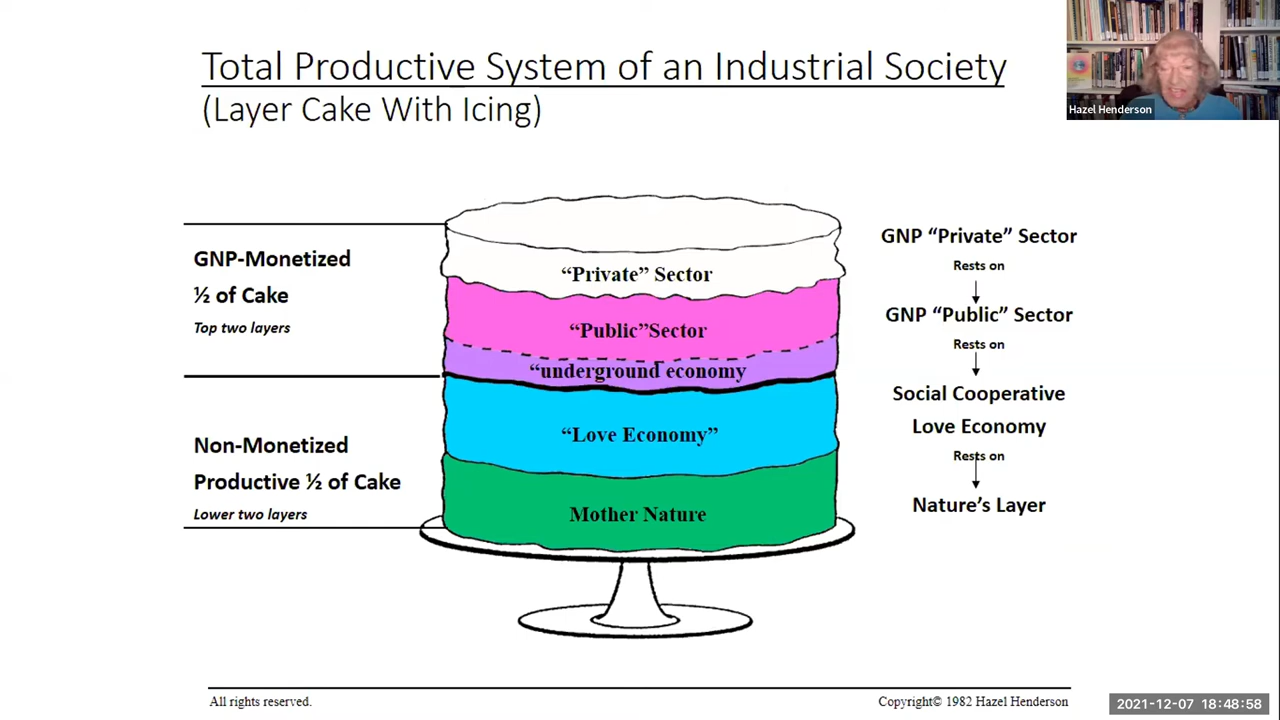 Total Productive System of an Industrial Society
(Layer Cake With Icing)
Hazel Henderson
GNP-Monetized
½ of Cake
Top two layers
Non-Monetized
Productive ½ of Cake
Lower two layers
“Private” Sector
“Public”Sector
“underground economy
“Love Economy”
Mother Nature
GNP “Private” Sector
Rests on
GNP “Public” Sector
Rests on
Social Cooperative
Love Economy
Rests on
Nature’s Layer
All rights reserved.
Copyright© 1982 Hazel Henderson
2021-12-07 18:48:58